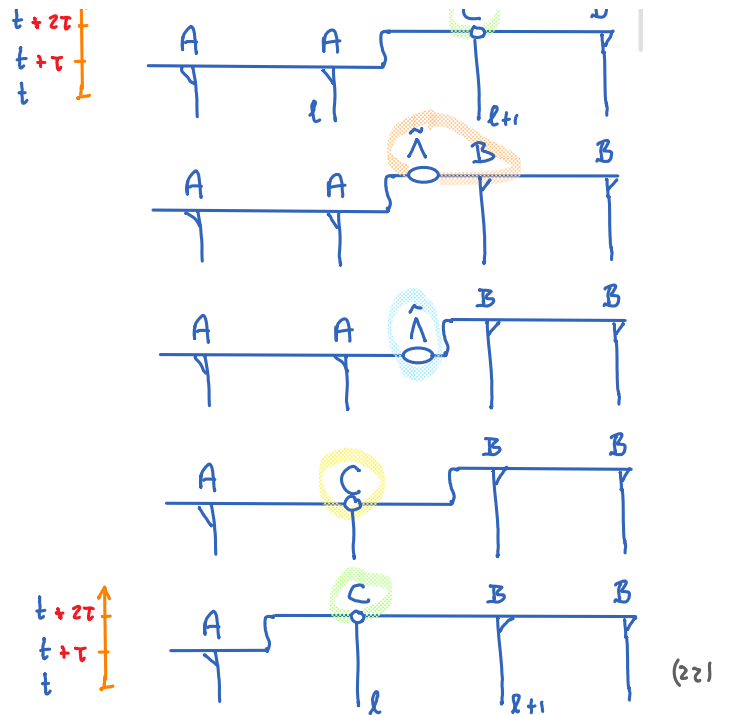 t + 2τ
t + τ
t
A A C B
l l+1
A A Λ̃ B B
A A Λ̂ B B
A C B B
t + 2τ
t + τ
t
A C B B
l l+1
(22)